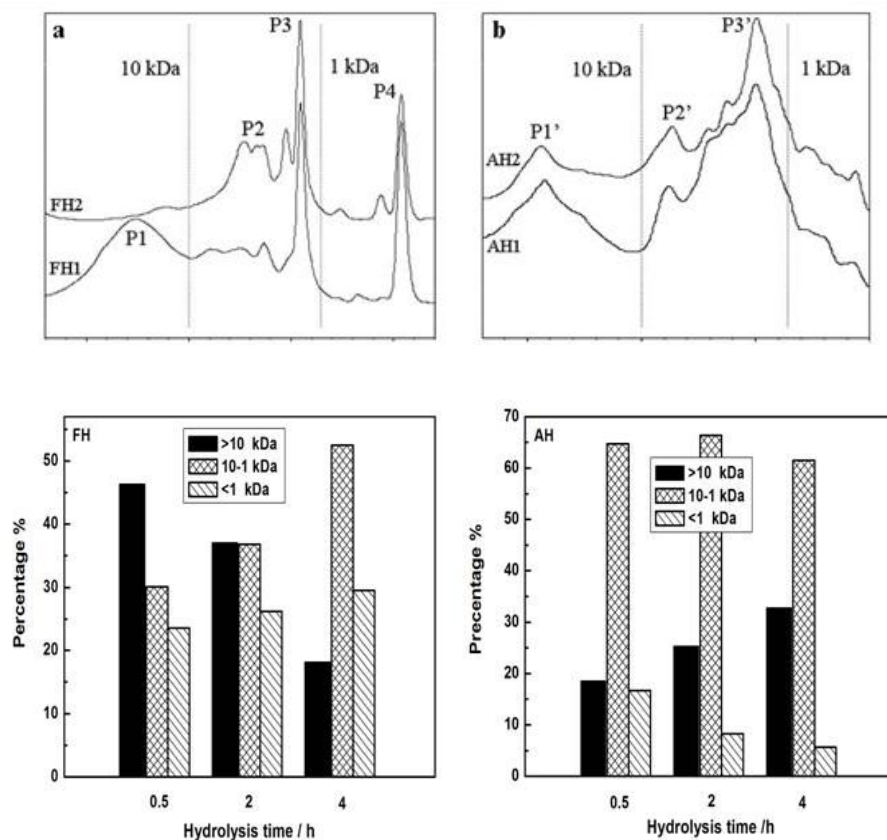 a
P3
10 kDa
1 kDa
P4
P2
FH2
P1
FH1
b
P3’
10 kDa
1 kDa
P1’
P2’
AH2
AH1
FH
>10 kDa
10-1 kDa
<1 kDa
50
40
30
20
10
0
Percentage %
0.5
2
4
Hydrolysis time / h
AH
>10 kDa
10-1 kDa
<1 kDa
70
60
50
40
30
20
10
0
Precentage %
0.5
2
4
Hydrolysis time /h